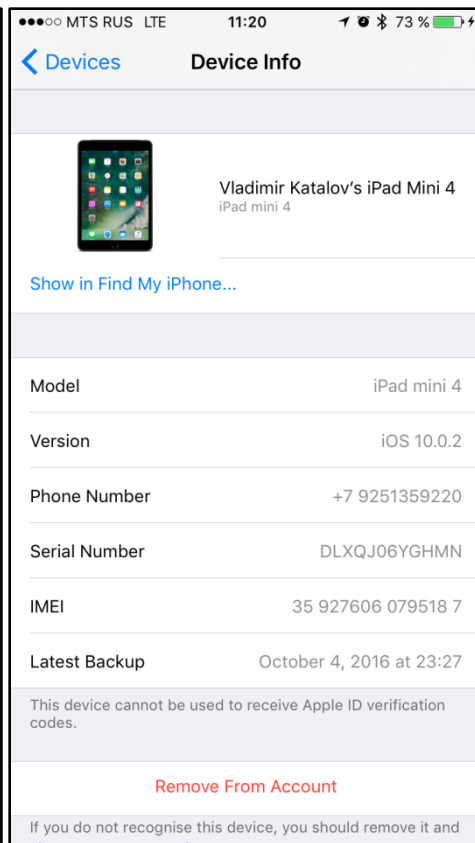 MTS RUS LTE 11:20 73 %
Devices
Device Info
Vladimir Katalov’s iPad Mini 4
iPad mini 4
Show in Find My iPhone...
Model iPad mini 4
Version iOS 10.0.2
Phone Number +7 9251359220
Serial Number DLXQJ06YGHMN
IMEI 35 927606 079518 7
Latest Backup October 4, 2016 at 23:27
This device cannot be used to receive Apple ID verification
codes.
Remove From Account
If you do not recognise this device, you should remove it and